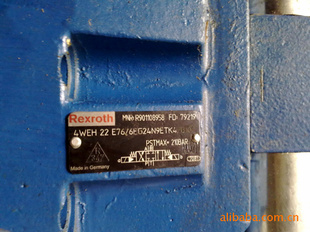 Rexroth MNR: R901108958 FD: 79219
4WEH 22 E76/6EG24N9ETK4
PSTMAX= 210BAR
Made in Germany
alibaba.com.cn